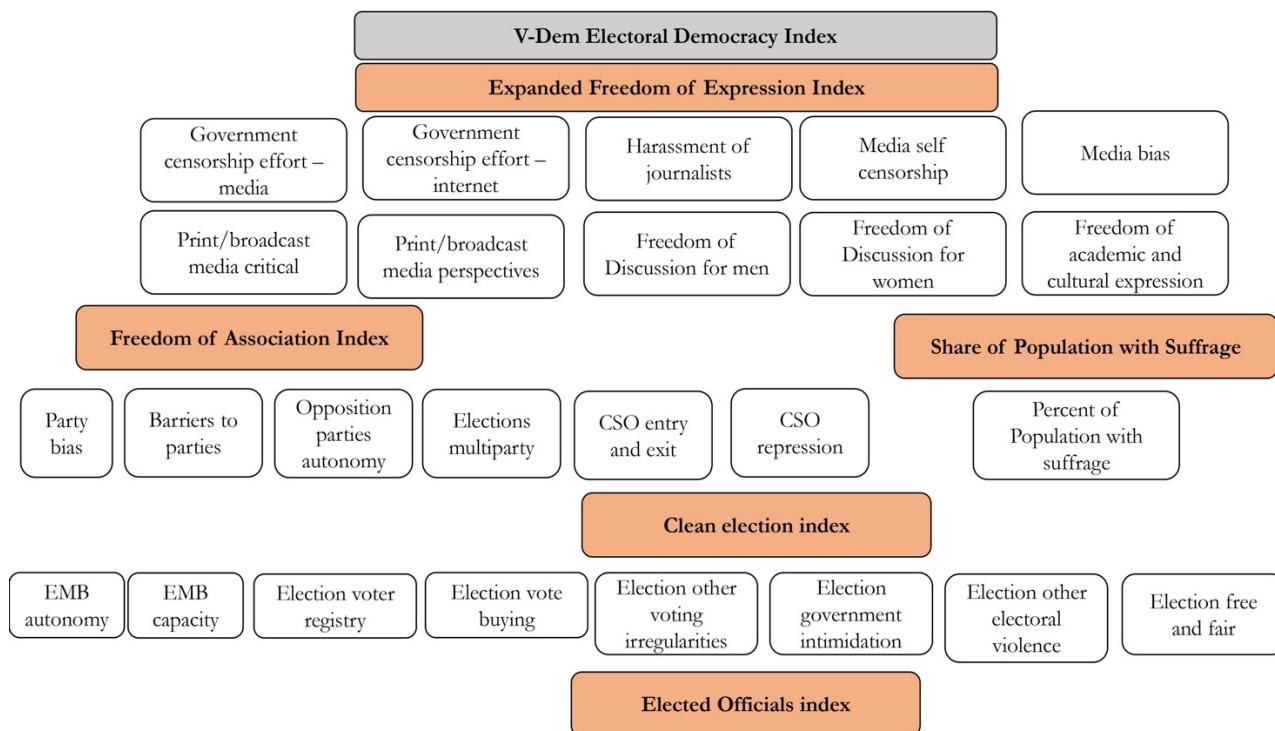 V-Dem Electoral Democracy Index
Expanded Freedom of Expression Index
Government
censorship effort –
media
Government
censorship effort –
internet
Harassment of
journalists
Media self
censorship
Media bias
Print/broadcast
media critical
Print/broadcast
media perspectives
Freedom of
Discussion for men
Freedom of
Discussion for
women
Freedom of
academic and
cultural expression
Freedom of Association Index
Share of Population with Suffrage
Party
bias
Barriers to
parties
Opposition
parties
autonomy
Elections
multiparty
CSO entry
and exit
CSO
repression
Percent of
Population with
suffrage
Clean election index
EMB
autonomy
EMB
capacity
Election voter
registry
Election vote
buying
Election other
voting
irregularities
Election
government
intimidation
Election other
electoral
violence
Election free
and fair
Elected Officials index